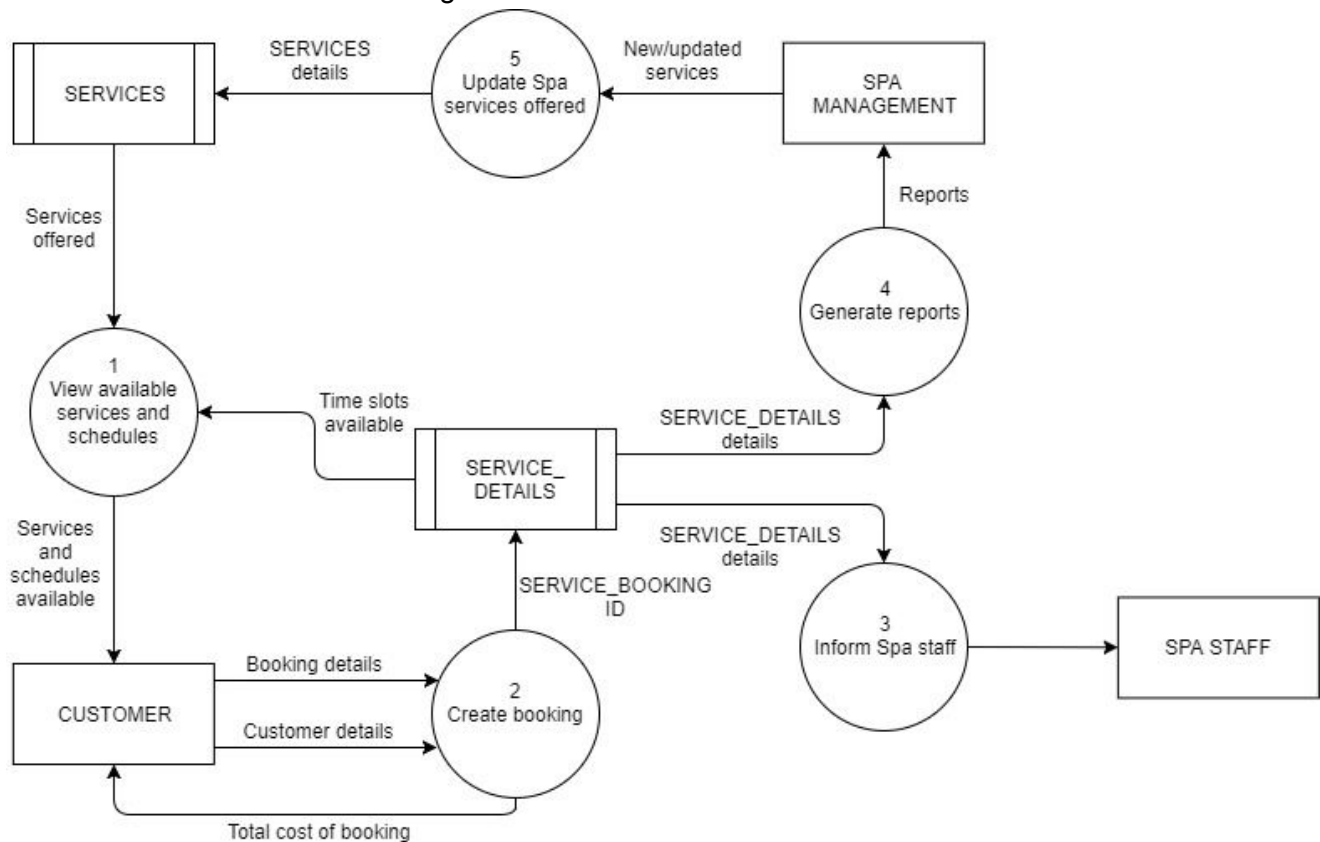 SERVICES
SERVICES
details
5
Update Spa
services offered
New/updated
services
SPA
MANAGEMENT
Services
offered
Reports
4
Generate reports
1
View available
services and
schedules
Time slots
available
SERVICE_DETAILS
details
SERVICE_
DETAILS
SERVICE_DETAILS
details
Services
and
schedules
available
SERVICE_BOOKING
ID
3
Inform Spa staff
SPA STAFF
CUSTOMER
Booking details
Customer details
2
Create booking
Total cost of booking